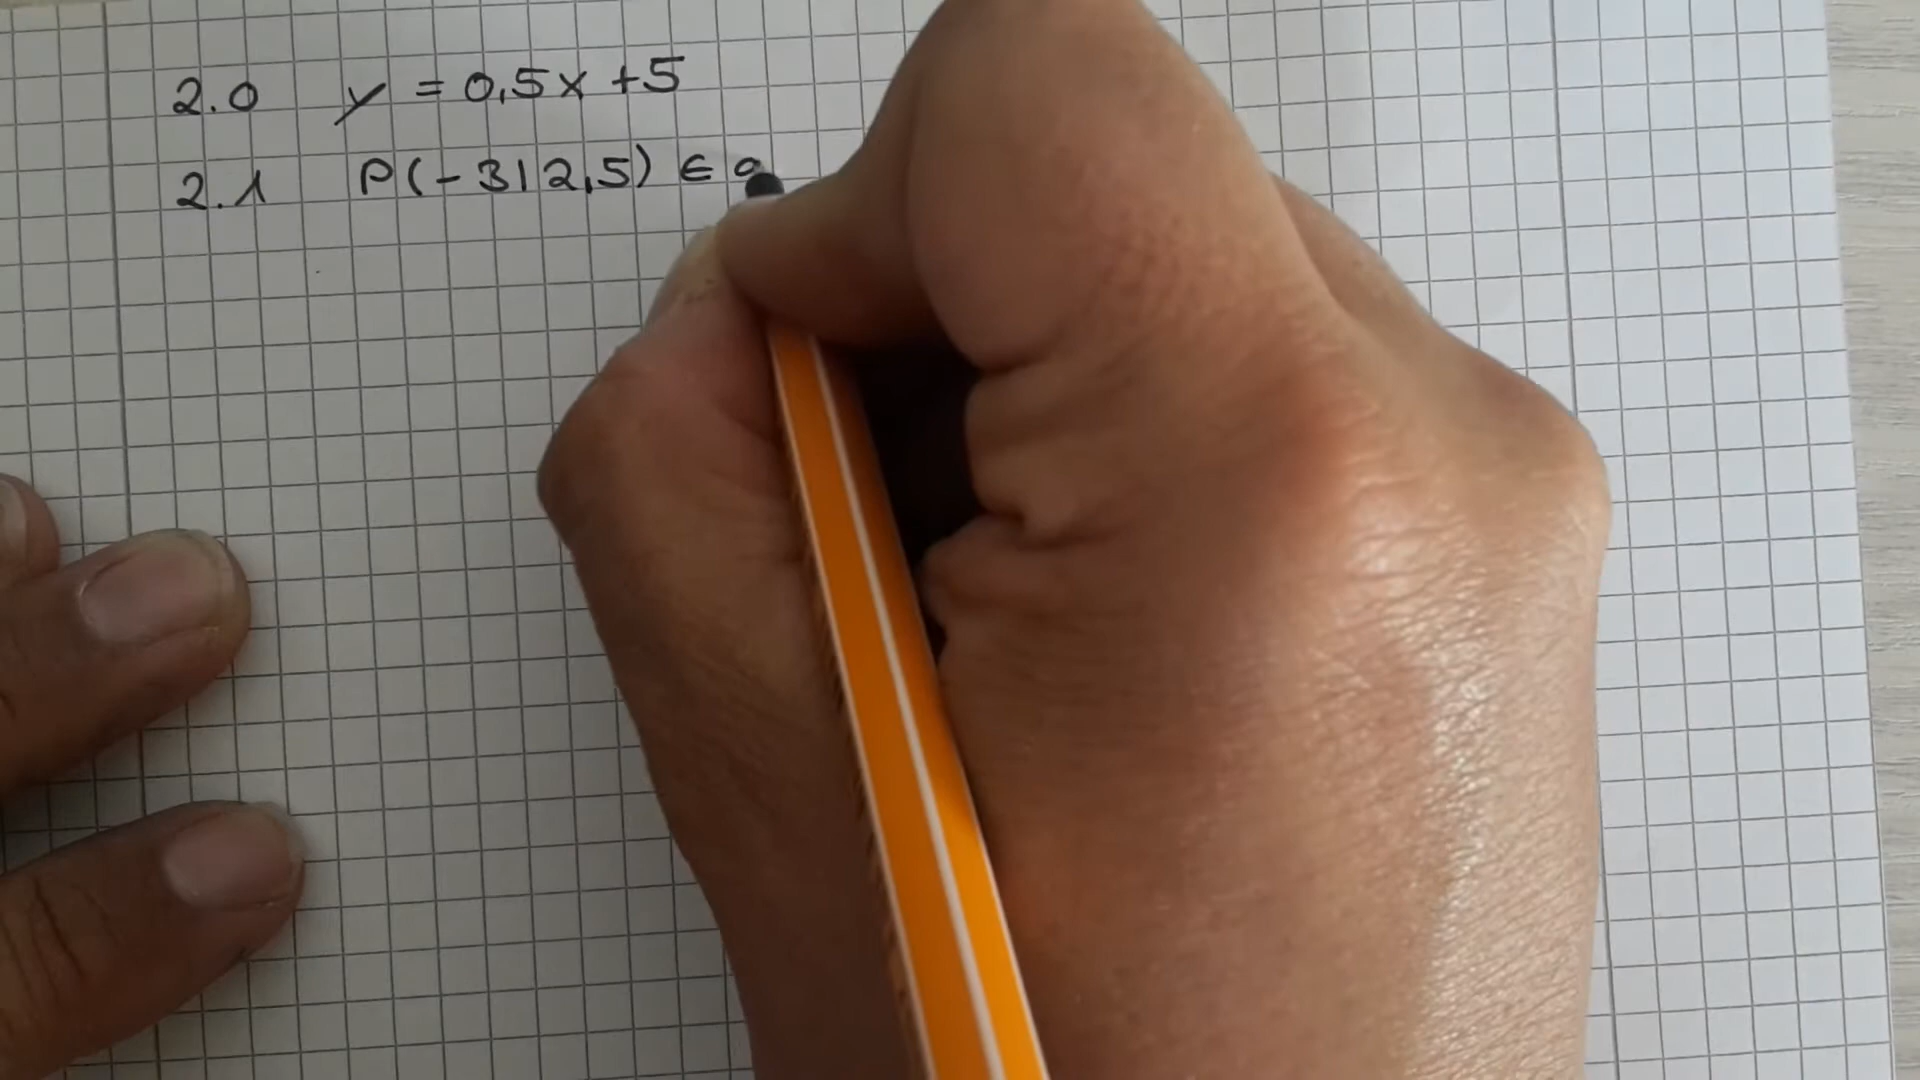 2.0 y = 0,5x + 5
2.1 P(-3|2,5) ∈